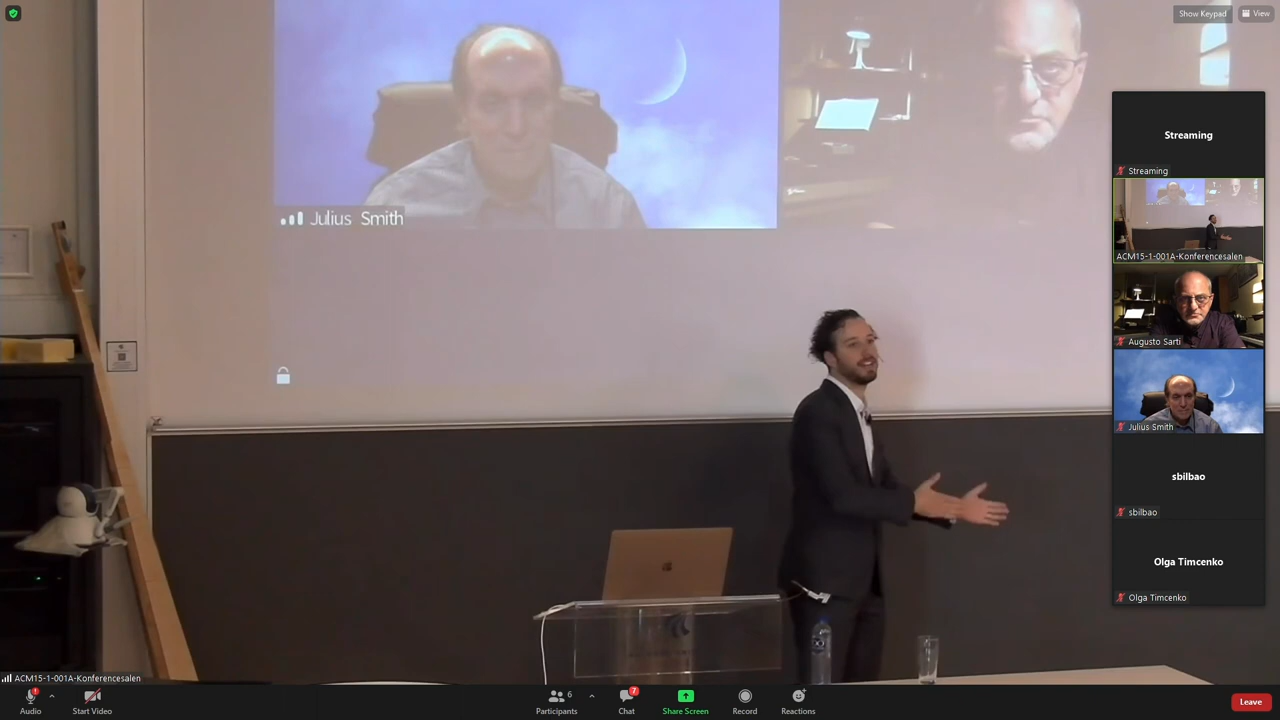 Show Keypad
View
Streaming
Streaming
ACM15-1-001A-Konferencesalen
Augusto Sarti
Julius Smith
Julius Smith
sbilbao
sbilbao
Olga Timcenko
Olga Timcenko
ACM15-1-001A-Konferencesalen
Audio
Start Video
Participants
6
Chat
7
Share Screen
Record
Reactions
Leave